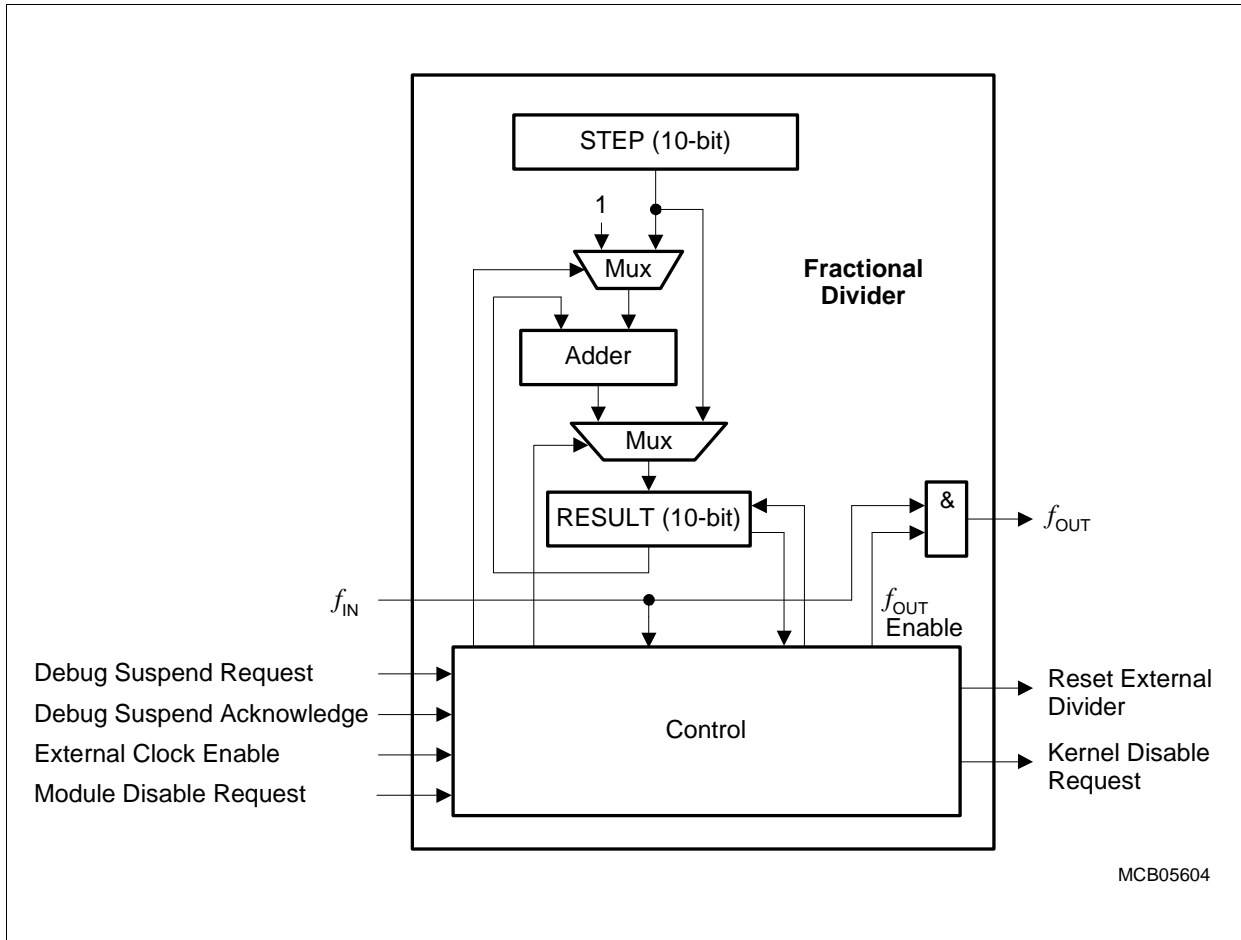 STEP (10-bit)
1
Mux
Fractional
Divider
Adder
Mux
RESULT (10-bit)
&
fOUT
fIN
fOUT
Enable
Debug Suspend Request
Debug Suspend Acknowledge
External Clock Enable
Module Disable Request
Control
Reset External
Divider
Kernel Disable
Request
MCB05604